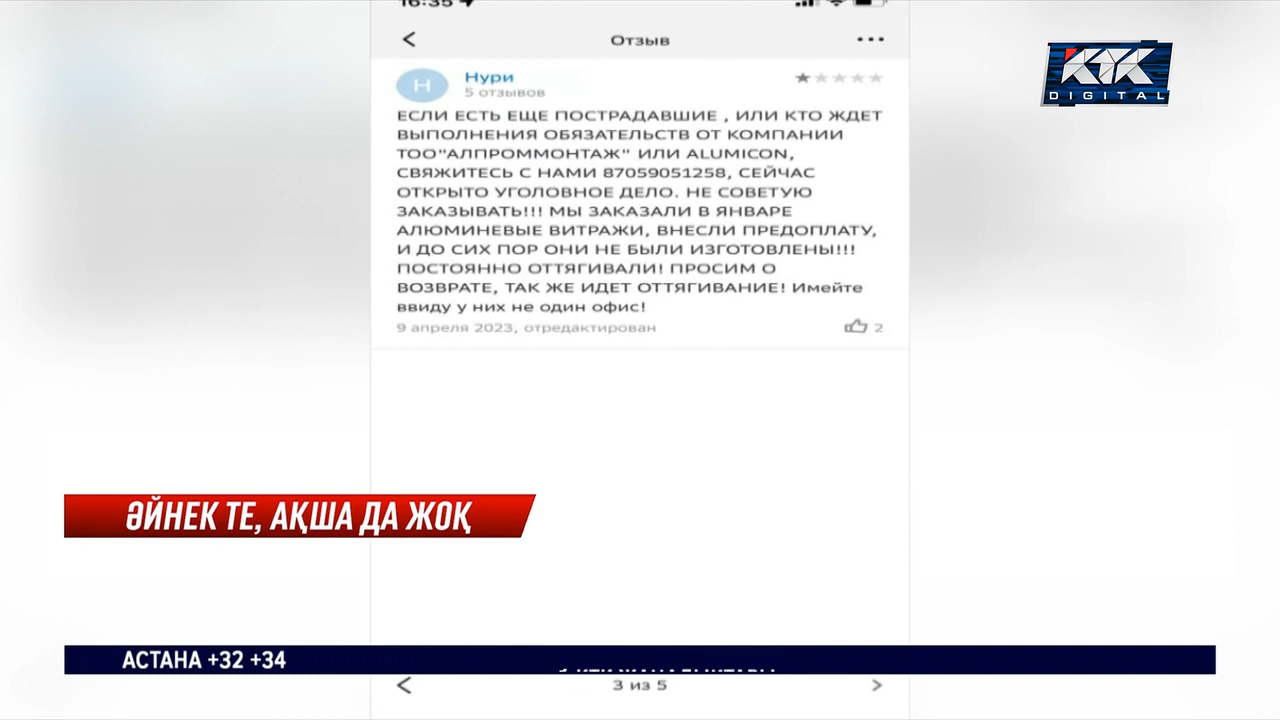 16:35
Отзыв
КТК
DIGITAL
Н
Нури
5 отзывов
ЕСЛИ ЕСТЬ ЕЩЕ ПОСТРАДАВШИЕ , ИЛИ КТО ЖДЕТ
ВЫПОЛНЕНИЯ ОБЯЗАТЕЛЬСТВ ОТ КОМПАНИИ
ТОО"АЛПРОММОНТАЖ" ИЛИ ALUMICON,
СВЯЖИТЕСЬ С НАМИ 87059051258, СЕЙЧАС
ОТКРЫТО УГОЛОВНОЕ ДЕЛО. НЕ СОВЕТУЮ
ЗАКАЗЫВАТЬ!!! МЫ ЗАКАЗАЛИ В ЯНВАРЕ
АЛЮМИНЕВЫЕ ВИТРАЖИ, ВНЕСЛИ ПРЕДОПЛАТУ,
И ДО СИХ ПОР ОНИ НЕ БЫЛИ ИЗГОТОВЛЕНЫ!!!
ПОСТОЯННО ОТТЯГИВАЛИ! ПРОСИМ О
ВОЗВРАТЕ, ТАК ЖЕ ИДЕТ ОТТЯГИВАНИЕ! Имейте
ввиду у них не один офис!
9 апреля 2023, отредактирован
2
ӘЙНЕК ТЕ, АҚША ДА ЖОҚ
АСТАНА +32 +34
3 из 5